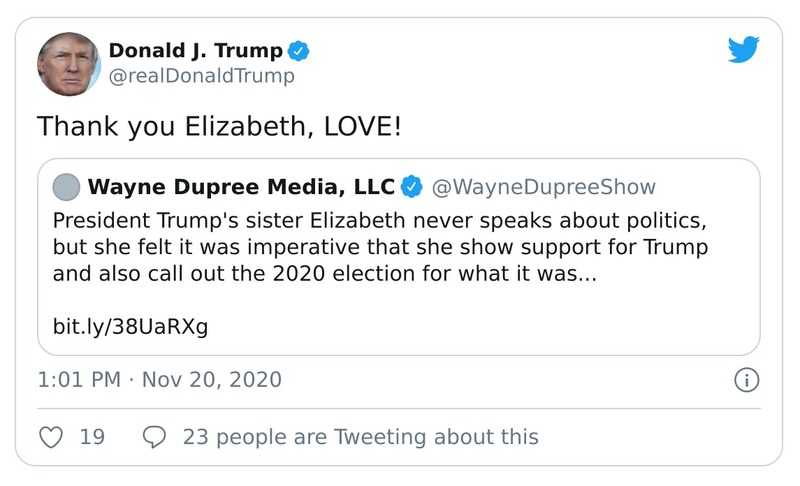 Donald J. Trump
@realDonaldTrump
Thank you Elizabeth, LOVE!
Wayne Dupree Media, LLC @WayneDupreeShow
President Trump's sister Elizabeth never speaks about politics,
but she felt it was imperative that she show support for Trump
and also call out the 2020 election for what it was...
bit.ly/38UaRXg
1:01 PM · Nov 20, 2020
19 23 people are Tweeting about this